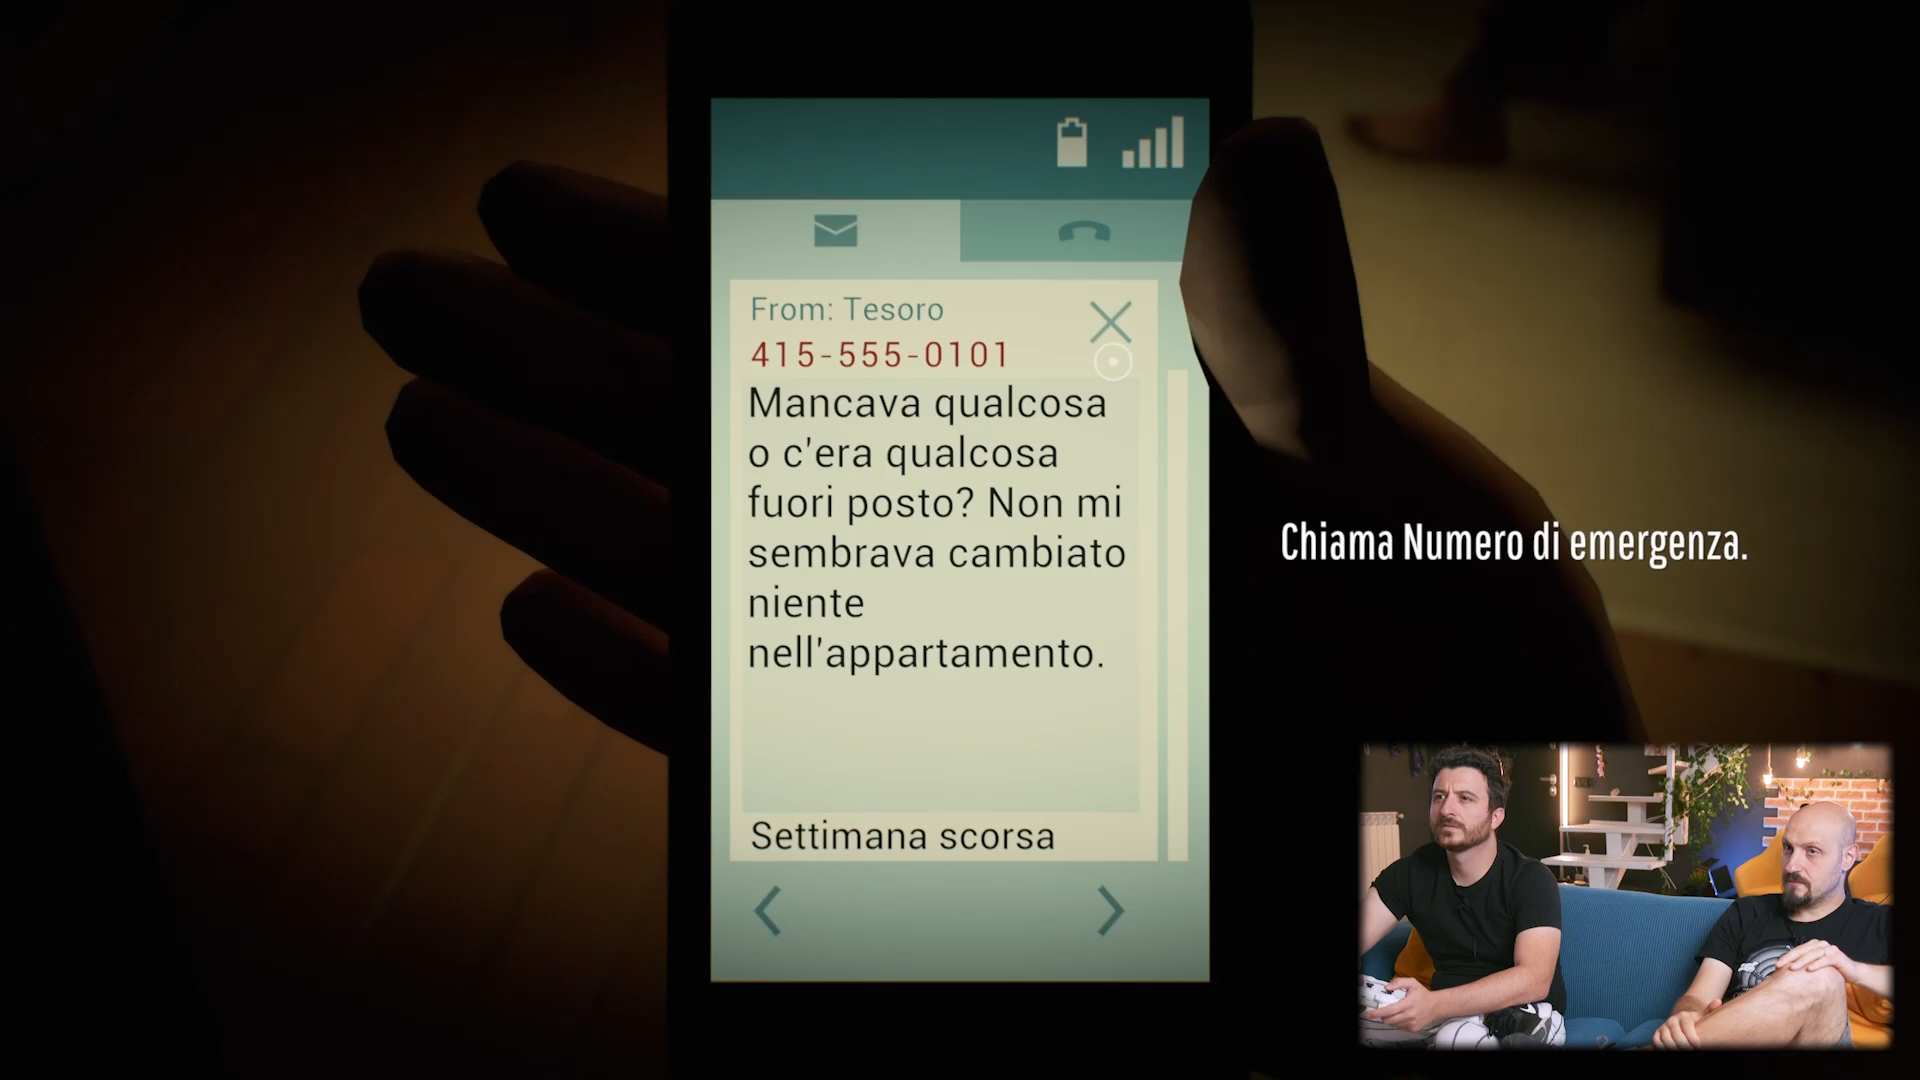 From: Tesoro
415-555-0101
Mancava qualcosa
o c'era qualcosa
fuori posto? Non mi
sembrava cambiato
niente
nell'appartamento.
Settimana scorsa
Chiama Numero di emergenza.